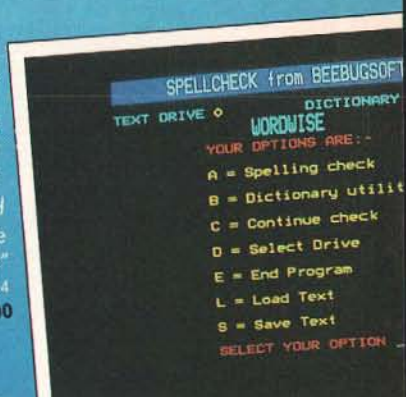 SPELLCHECK from BEEBUGSOFT
TEXT DRIVE 0 DICTIONARY
WORDWISE
YOUR OPTIONS ARE:-
A = Spelling check
B = Dictionary utilit
C = Continue check
D = Select Drive
E = End Program
L = Load Text
S = Save Text
SELECT YOUR OPTION _